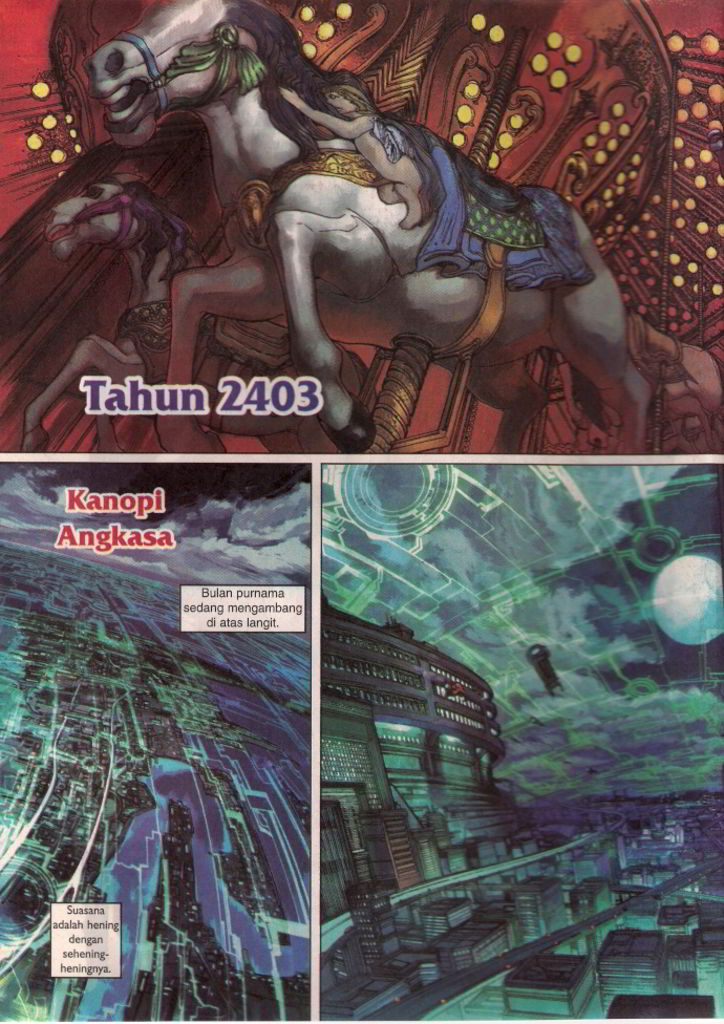 Tahun 2403
Kanopi
Angkasa
Bulan purnama
sedang mengambang
di atas langit.
Suasana
adalah hening
dengan
sehening-
heningnya.